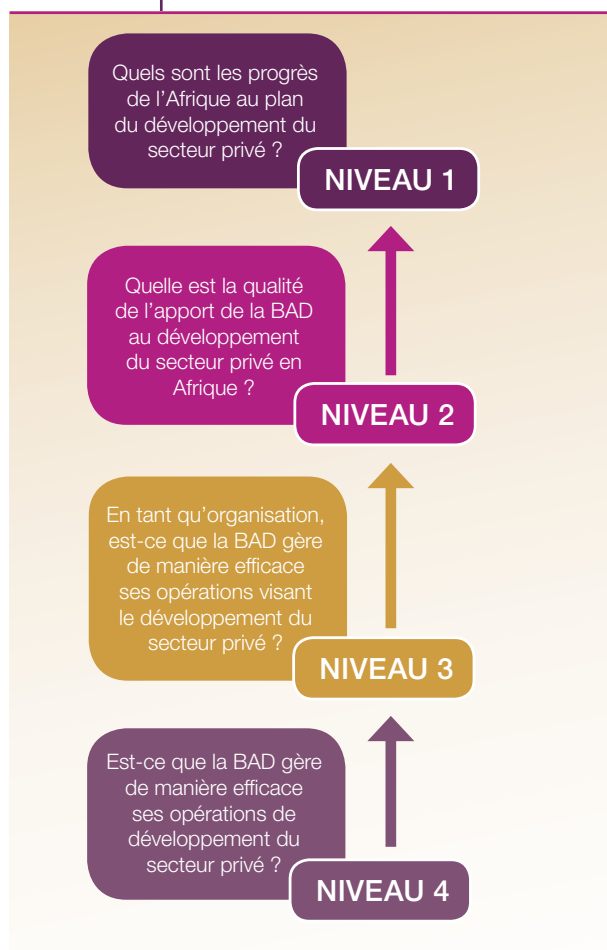 Quels sont les progrès
de l’Afrique au plan
du développement du
secteur privé ?
NIVEAU 1
Quelle est la qualité
de l’apport de la BAD
au développement
du secteur privé en
Afrique ?
NIVEAU 2
En tant qu’organisation,
est-ce que la BAD gère
de manière efficace
ses opérations visant
le développement du
secteur privé ?
NIVEAU 3
Est-ce que la BAD gère
de manière efficace
ses opérations de
développement du
secteur privé ?
NIVEAU 4